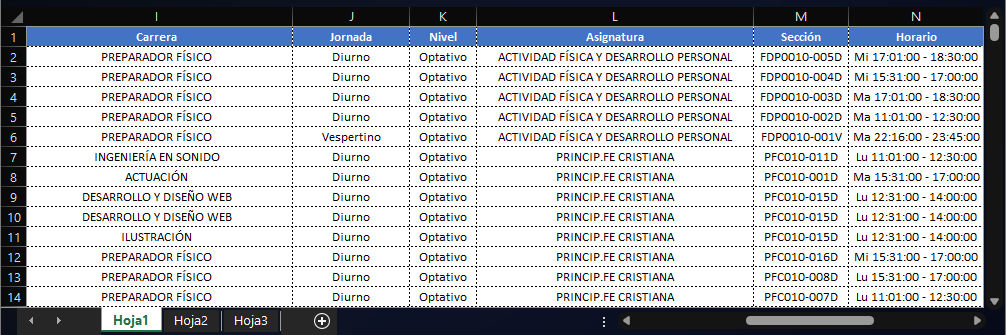 I J K L M N
1 Carrera Jornada Nivel Asignatura Sección Horario
2 PREPARADOR FÍSICO Diurno Optativo ACTIVIDAD FÍSICA Y DESARROLLO PERSONAL FDP0010-005D Mi 17:01:00 - 18:30:00
3 PREPARADOR FÍSICO Diurno Optativo ACTIVIDAD FÍSICA Y DESARROLLO PERSONAL FDP0010-004D Mi 15:31:00 - 17:00:00
4 PREPARADOR FÍSICO Diurno Optativo ACTIVIDAD FÍSICA Y DESARROLLO PERSONAL FDP0010-003D Ma 17:01:00 - 18:30:00
5 PREPARADOR FÍSICO Diurno Optativo ACTIVIDAD FÍSICA Y DESARROLLO PERSONAL FDP0010-002D Ma 11:01:00 - 12:30:00
6 PREPARADOR FÍSICO Vespertino Optativo ACTIVIDAD FÍSICA Y DESARROLLO PERSONAL FDP0010-001V Ma 22:16:00 - 23:45:00
7 INGENIERÍA EN SONIDO Diurno Optativo PRINCIP.FE CRISTIANA PFC010-011D Lu 11:01:00 - 12:30:00
8 ACTUACIÓN Diurno Optativo PRINCIP.FE CRISTIANA PFC010-001D Ma 15:31:00 - 17:00:00
9 DESARROLLO Y DISEÑO WEB Diurno Optativo PRINCIP.FE CRISTIANA PFC010-015D Lu 12:31:00 - 14:00:00
10 DESARROLLO Y DISEÑO WEB Diurno Optativo PRINCIP.FE CRISTIANA PFC010-015D Lu 12:31:00 - 14:00:00
11 ILUSTRACIÓN Diurno Optativo PRINCIP.FE CRISTIANA PFC010-015D Lu 12:31:00 - 14:00:00
12 PREPARADOR FÍSICO Diurno Optativo PRINCIP.FE CRISTIANA PFC010-016D Mi 15:31:00 - 17:00:00
13 PREPARADOR FÍSICO Diurno Optativo PRINCIP.FE CRISTIANA PFC010-008D Lu 15:31:00 - 17:00:00
14 PREPARADOR FÍSICO Diurno Optativo PRINCIP.FE CRISTIANA PFC010-007D Lu 11:01:00 - 12:30:00
Hoja1 Hoja2 Hoja3